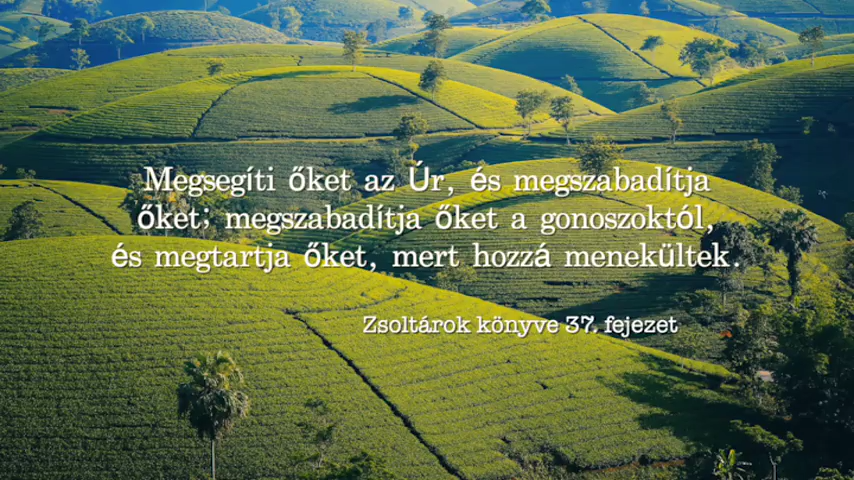 Megsegíti őket az Úr, és megszabadítja
őket; megszabadítja őket a gonoszoktól,
és megtartja őket, mert hozzá menekültek.
Zsoltárok könyve 37. fejezet